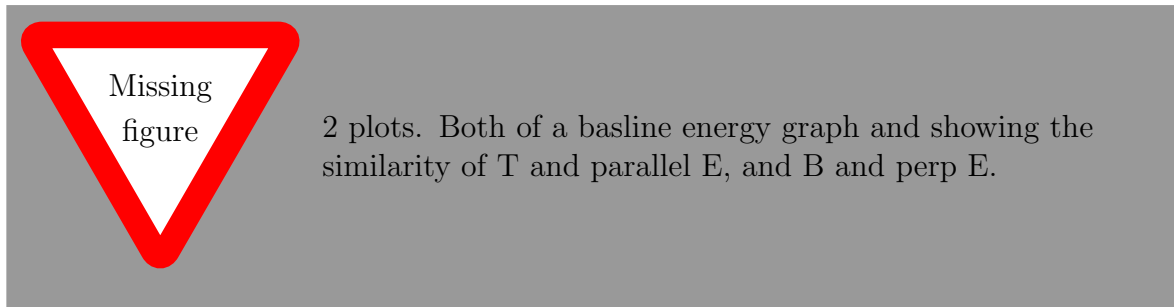 Missing
figure
2 plots. Both of a basline energy graph and showing the
similarity of T and parallel E, and B and perp E.